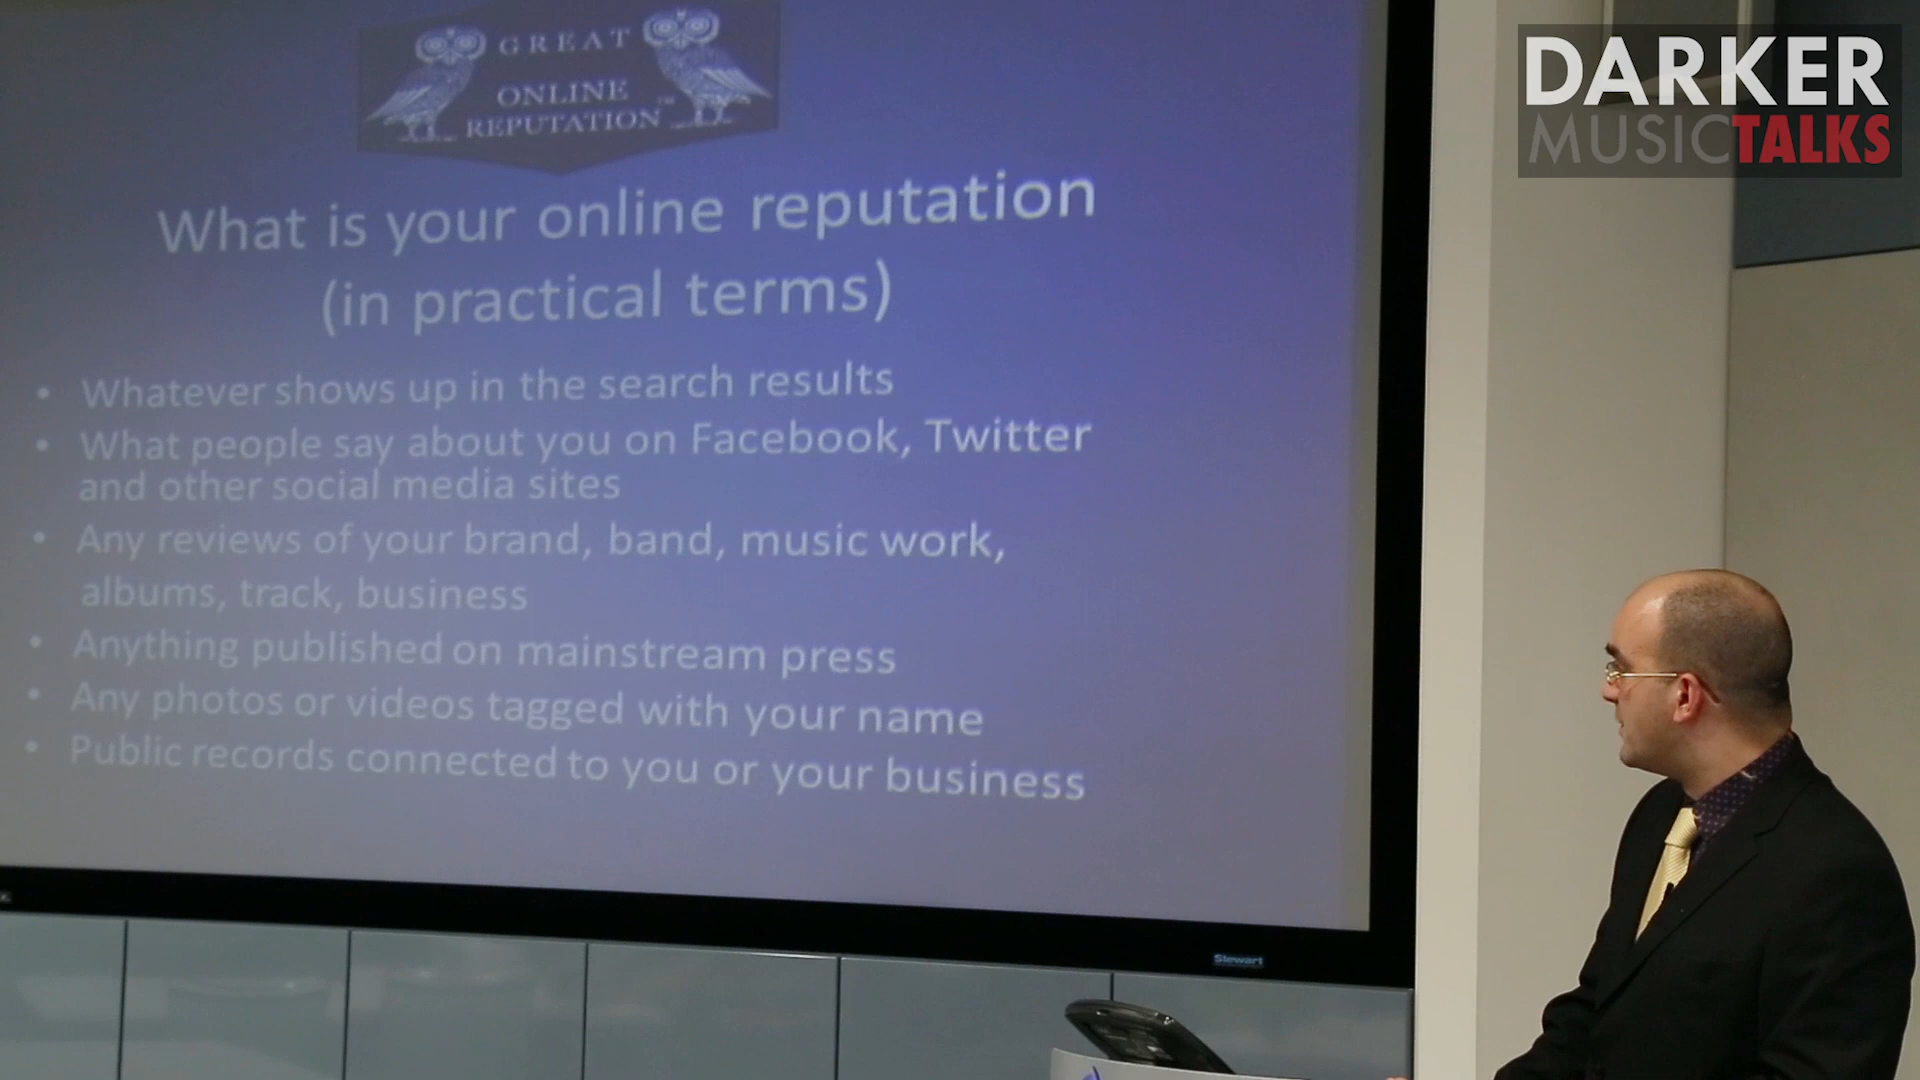 GREAT
ONLINE
REPUTATION™
What is your online reputation
(in practical terms)
• Whatever shows up in the search results
• What people say about you on Facebook, Twitter
and other social media sites
• Any reviews of your brand, band, music work,
albums, track, business
• Anything published on mainstream press
• Any photos or videos tagged with your name
• Public records connected to you or your business
Stewart
DARKER
MUSICTALKS